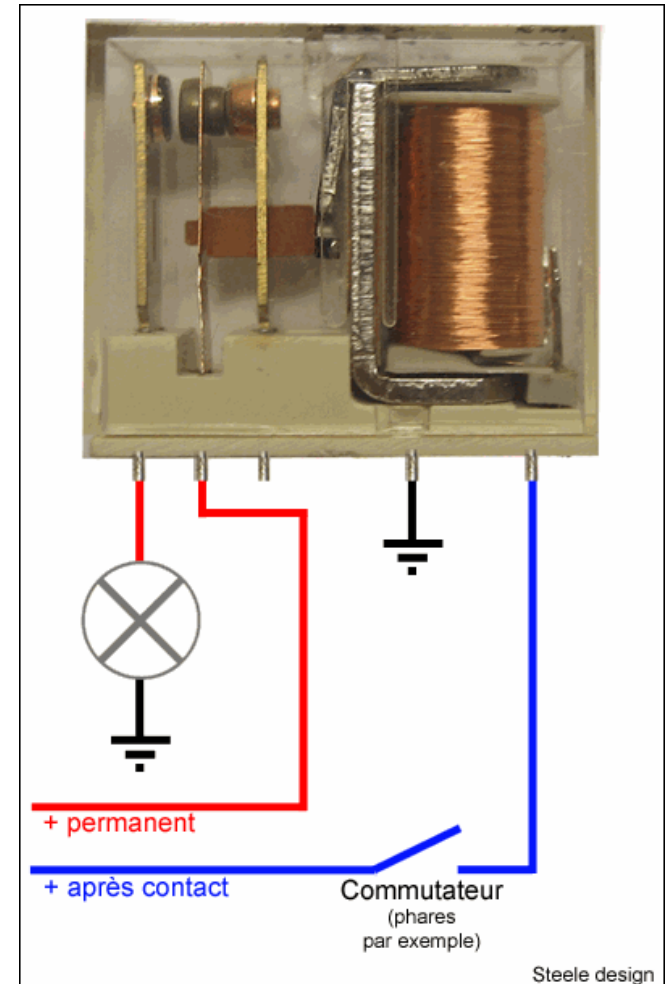 + permanent
+ après contact
Commutateur
(phares
par exemple)
Steele design